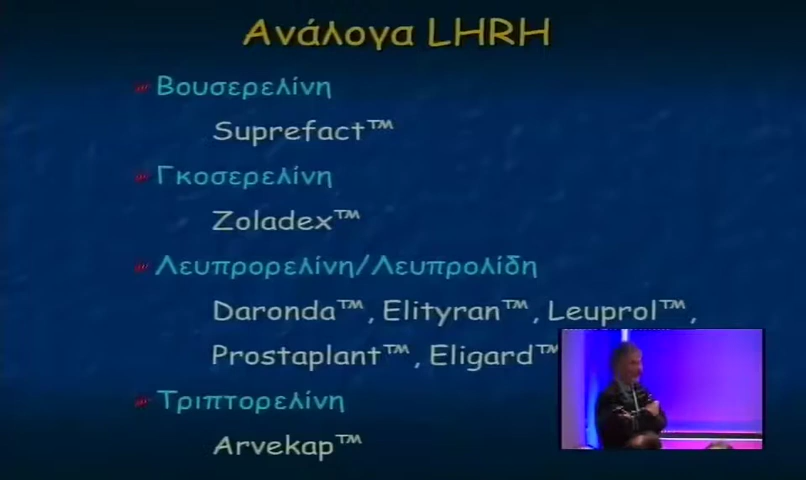 Ανάλογα LHRH
Βουσερελίνη
Suprefact™
Γκοσερελίνη
Zoladex™
Λευπρορελίνη/Λευπρολίδη
Daronda™, Elityran™, Leuprol™,
Prostaplant™, Eligard™
Τριπτορελίνη
Arvekap™